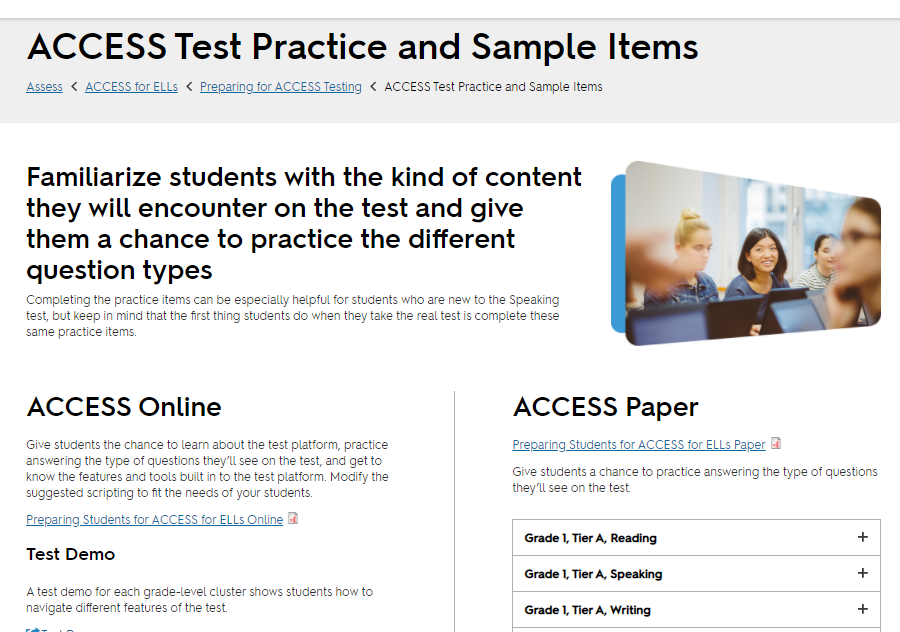 ACCESS Test Practice and Sample Items
Assess < ACCESS for ELLs < Preparing for ACCESS Testing < ACCESS Test Practice and Sample Items
Familiarize students with the kind of content
they will encounter on the test and give
them a chance to practice the different
question types
Completing the practice items can be especially helpful for students who are new to the Speaking
test, but keep in mind that the first thing students do when they take the real test is complete these
same practice items.
ACCESS Online
Give students the chance to learn about the test platform, practice
answering the type of questions they'll see on the test, and get to
know the features and tools built in to the test platform. Modify the
suggested scripting to fit the needs of your students.
Preparing Students for ACCESS for ELLs Online
Test Demo
A test demo for each grade-level cluster shows students how to
navigate different features of the test.
ACCESS Paper
Preparing Students for ACCESS for ELLs Paper
Give students a chance to practice answering the type of questions
they'll see on the test.
Grade 1, Tier A, Reading +
Grade 1, Tier A, Speaking +
Grade 1, Tier A, Writing +